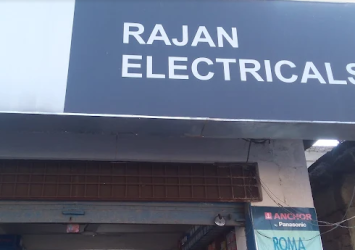 RAJAN
ELECTRICALS
ANCHOR
by Panasonic
ROMA